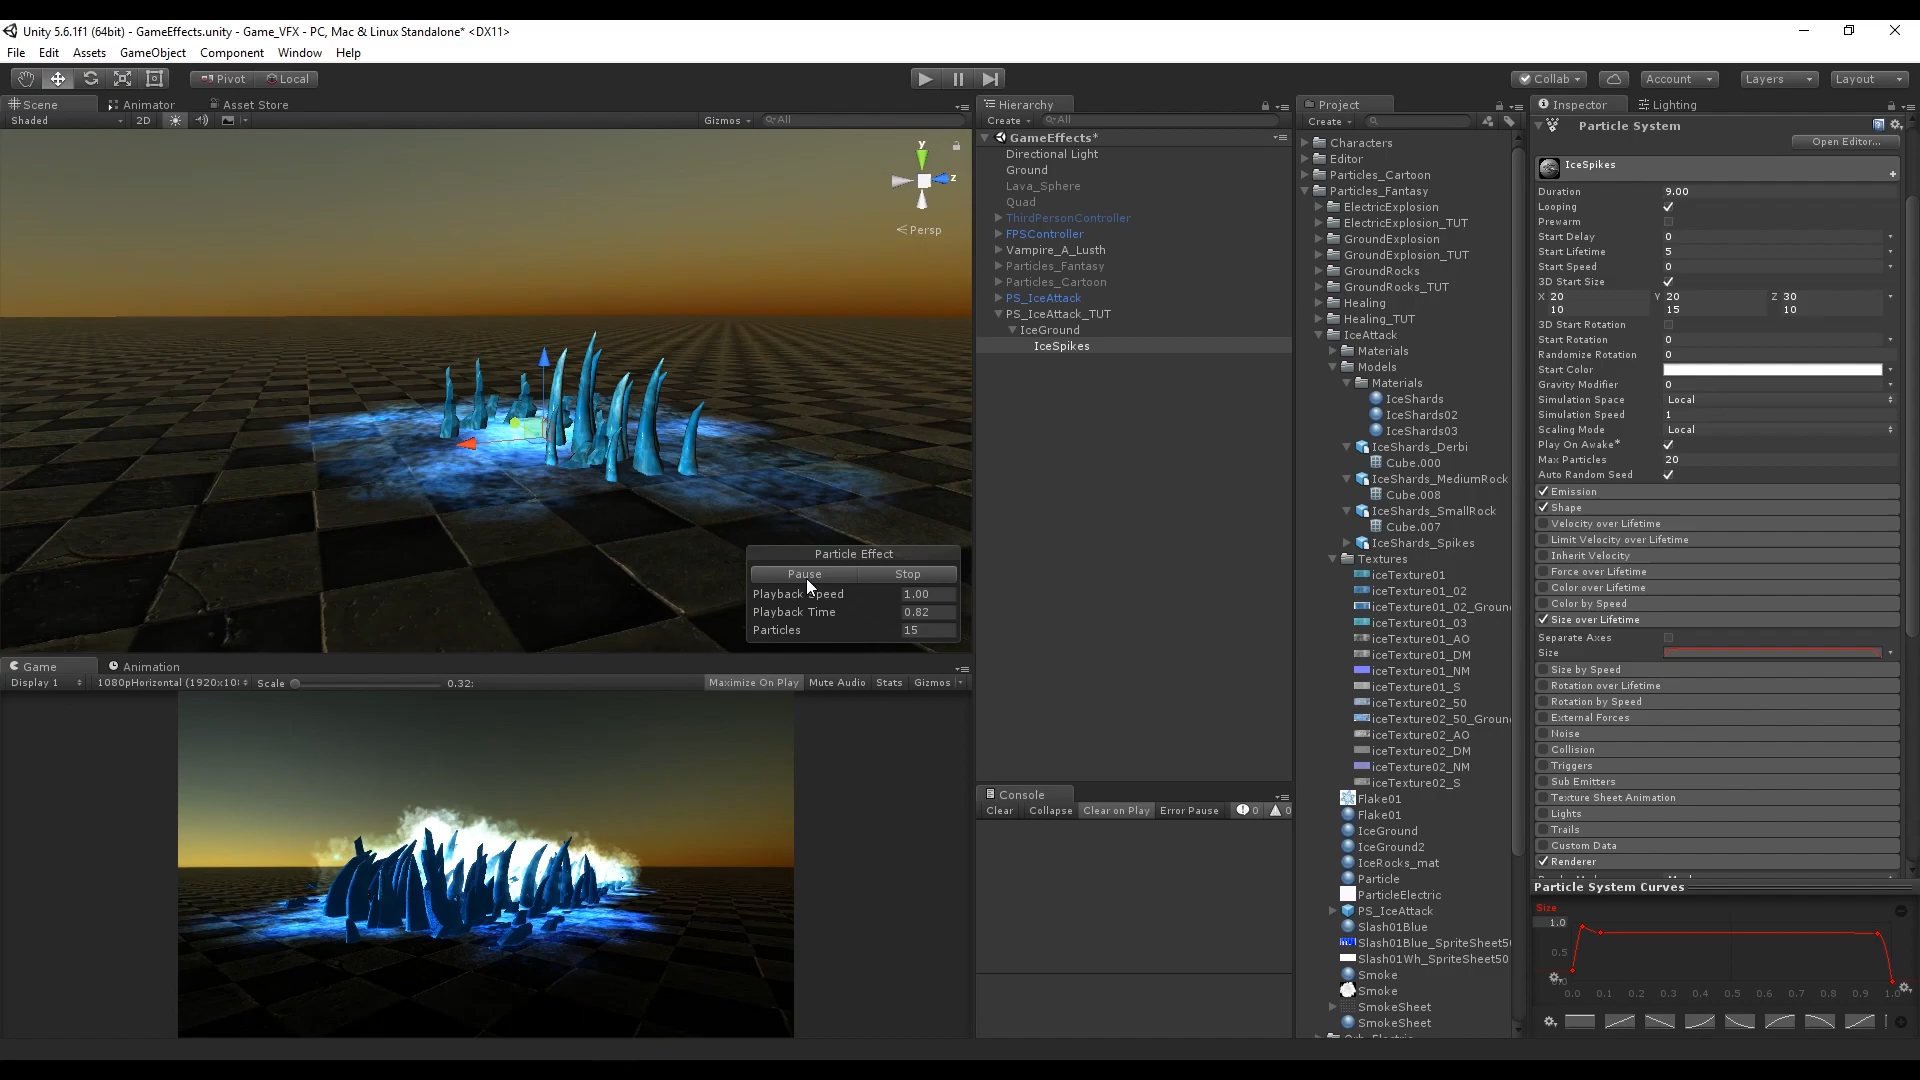 Unity 5.6.1f1 (64bit) - GameEffects.unity - Game_VFX - PC, Mac & Linux Standalone* <DX11>
File Edit Assets GameObject Component Window Help
Pivot Local
Collab Account Layers Layout
Scene Animator Asset Store
Shaded 2D Gizmos All
y
z
Persp
Particle Effect
Pause Stop
Playback Speed 1.00
Playback Time 0.82
Particles 15
Game Animation
Display 1 1080pHorizontal (1920x10 Scale 0.32: Maximize On Play Mute Audio Stats Gizmos
Hierarchy
Create All
GameEffects*
Directional Light
Ground
Lava_Sphere
Quad
ThirdPersonController
FPSController
Vampire_A_Lusth
Particles_Fantasy
Particles_Cartoon
PS_IceAttack
PS_IceAttack_TUT
IceGround
IceSpikes
Console
Clear Collapse Clear on Play Error Pause 0 0
Project
Create
Characters
Editor
Particles_Cartoon
Particles_Fantasy
ElectricExplosion
ElectricExplosion_TUT
GroundExplosion
GroundExplosion_TUT
GroundRocks
GroundRocks_TUT
Healing
Healing_TUT
IceAttack
Materials
Models
Materials
IceShards
IceShards02
IceShards03
IceShards_Derbi
Cube.000
IceShards_MediumRock
Cube.008
IceShards_SmallRock
Cube.007
IceShards_Spikes
Textures
iceTexture01
iceTexture01_02
iceTexture01_02_Groun
iceTexture01_03
iceTexture01_AO
iceTexture01_DM
iceTexture01_NM
iceTexture01_S
iceTexture02_50
iceTexture02_50_Groun
iceTexture02_AO
iceTexture02_DM
iceTexture02_NM
iceTexture02_S
Flake01
Flake01
IceGround
IceGround2
IceRocks_mat
Particle
ParticleElectric
PS_IceAttack
Slash01Blue
Slash01Blue_SpriteSheet5
Slash01Wh_SpriteSheet50
Smoke
Smoke
SmokeSheet
SmokeSheet
Inspector Lighting
Particle System
Open Editor...
IceSpikes
Duration 9.00
Looping
Prewarm
Start Delay 0
Start Lifetime 5
Start Speed 0
3D Start Size
X 20 Y 20 Z 30
10 15 10
3D Start Rotation
Start Rotation 0
Randomize Rotation 0
Start Color
Gravity Modifier 0
Simulation Space Local
Simulation Speed 1
Scaling Mode Local
Play On Awake*
Max Particles 20
Auto Random Seed
Emission
Shape
Velocity over Lifetime
Limit Velocity over Lifetime
Inherit Velocity
Force over Lifetime
Color over Lifetime
Color by Speed
Size over Lifetime
Separate Axes
Size
Size by Speed
Rotation over Lifetime
Rotation by Speed
External Forces
Noise
Collision
Triggers
Sub Emitters
Texture Sheet Animation
Lights
Trails
Custom Data
Renderer
Particle System Curves
Size
1.0
0.5
0.0 0.1 0.2 0.3 0.4 0.5 0.6 0.7 0.8 0.9 1.0